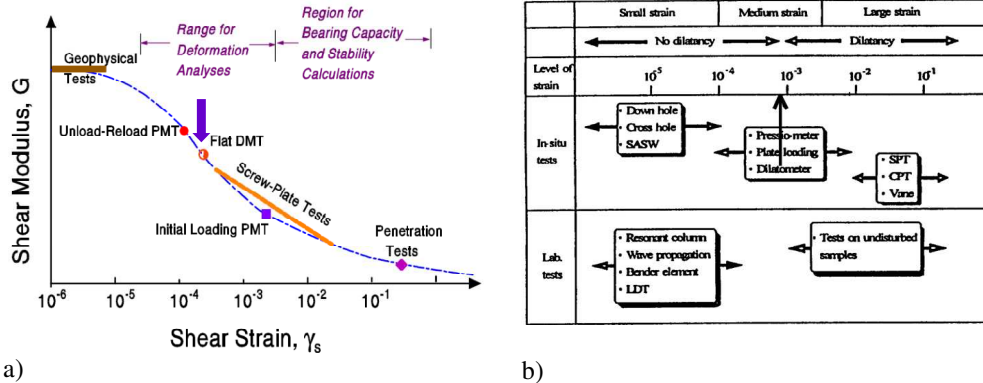 Range for
Deformation
Analyses
Region for
Bearing Capacity
and Stability
Calculations
Geophysical
Tests
Unload-Reload PMT
Flat DMT
Screw-Plate Tests
Initial Loading PMT
Penetration
Tests
Shear Modulus, G
10-6
10-5
10-4
10-3
10-2
10-1
Shear Strain, γs
a)
Small strain
Medium strain
Large strain
No dilatancy
Dilatancy
Level of
strain
10^5
10^-4
10^-3
10^-2
10^-1
In-situ
tests
• Down hole
• Cross hole
• SASW
• Pressio-meter
• Plate loading
• Dilatometer
• SPT
• CPT
• Vane
Lab.
tests
• Resonant column
• Wave propagation
• Bender element
• LDT
• Tests on undisturbed
samples
b)